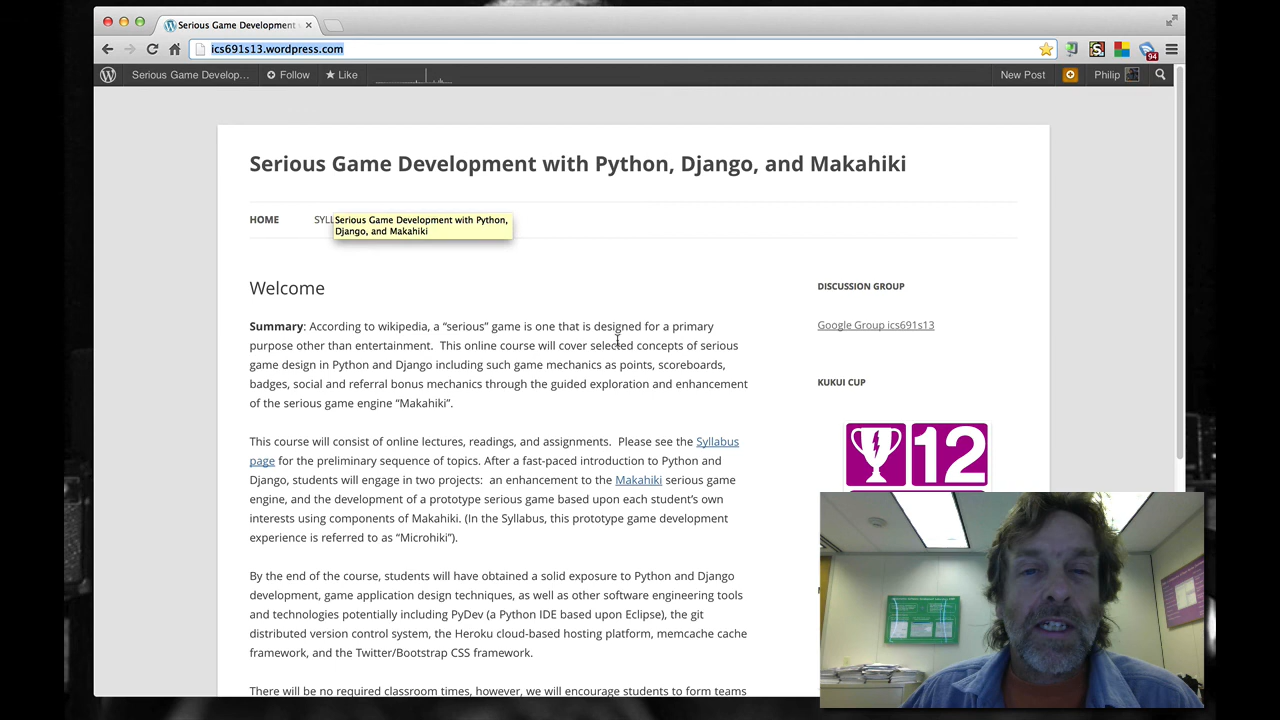 Serious Game Development
ics691s13.wordpress.com
94
Serious Game Develop...
Follow
Like
New Post
Philip
Serious Game Development with Python, Django, and Makahiki
HOME
SYLL
Serious Game Development with Python,
Django, and Makahiki
Welcome
Summary: According to wikipedia, a “serious” game is one that is designed for a primary
purpose other than entertainment. This online course will cover selected concepts of serious
game design in Python and Django including such game mechanics as points, scoreboards,
badges, social and referral bonus mechanics through the guided exploration and enhancement
of the serious game engine “Makahiki”.
This course will consist of online lectures, readings, and assignments. Please see the Syllabus
page for the preliminary sequence of topics. After a fast-paced introduction to Python and
Django, students will engage in two projects: an enhancement to the Makahiki serious game
engine, and the development of a prototype serious game based upon each student’s own
interests using components of Makahiki. (In the Syllabus, this prototype game development
experience is referred to as “Microhiki”).
By the end of the course, students will have obtained a solid exposure to Python and Django
development, game application design techniques, as well as other software engineering tools
and technologies potentially including PyDev (a Python IDE based upon Eclipse), the git
distributed version control system, the Heroku cloud-based hosting platform, memcache cache
framework, and the Twitter/Bootstrap CSS framework.
There will be no required classroom times, however, we will encourage students to form teams
DISCUSSION GROUP
Google Group ics691s13
KUKUI CUP
12